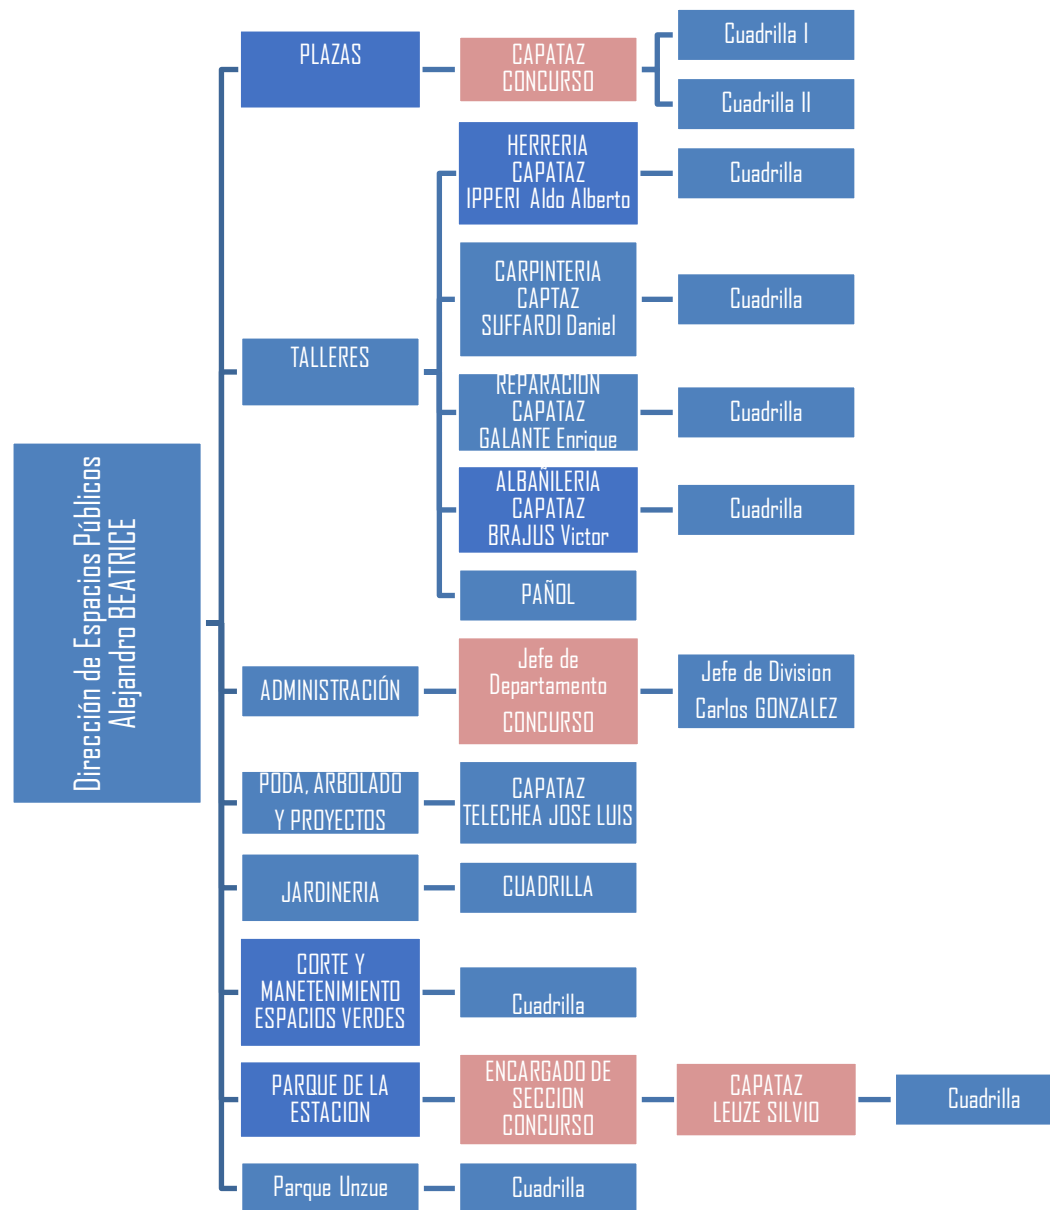 Dirección de Espacios Públicos
Alejandro BEATRICE
PLAZAS
CAPATAZ
CONCURSO
Cuadrilla I
Cuadrilla II
TALLERES
HERRERIA
CAPATAZ
IPPERI Aldo Alberto
Cuadrilla
CARPINTERIA
CAPTAZ
SUFFARDI Daniel
Cuadrilla
REPARACION
CAPATAZ
GALANTE Enrique
Cuadrilla
ALBAÑILERIA
CAPATAZ
BRAJUS Victor
Cuadrilla
PAÑOL
ADMINISTRACIÓN
Jefe de
Departamento
CONCURSO
Jefe de Division
Carlos GONZALEZ
PODA, ARBOLADO
Y PROYECTOS
CAPATAZ
TELECHEA JOSE LUIS
JARDINERIA
CUADRILLA
CORTE Y
MANETENIMIENTO
ESPACIOS VERDES
Cuadrilla
PARQUE DE LA
ESTACION
ENCARGADO DE
SECCION
CONCURSO
CAPATAZ
LEUZE SILVIO
Cuadrilla
Parque Unzue
Cuadrilla